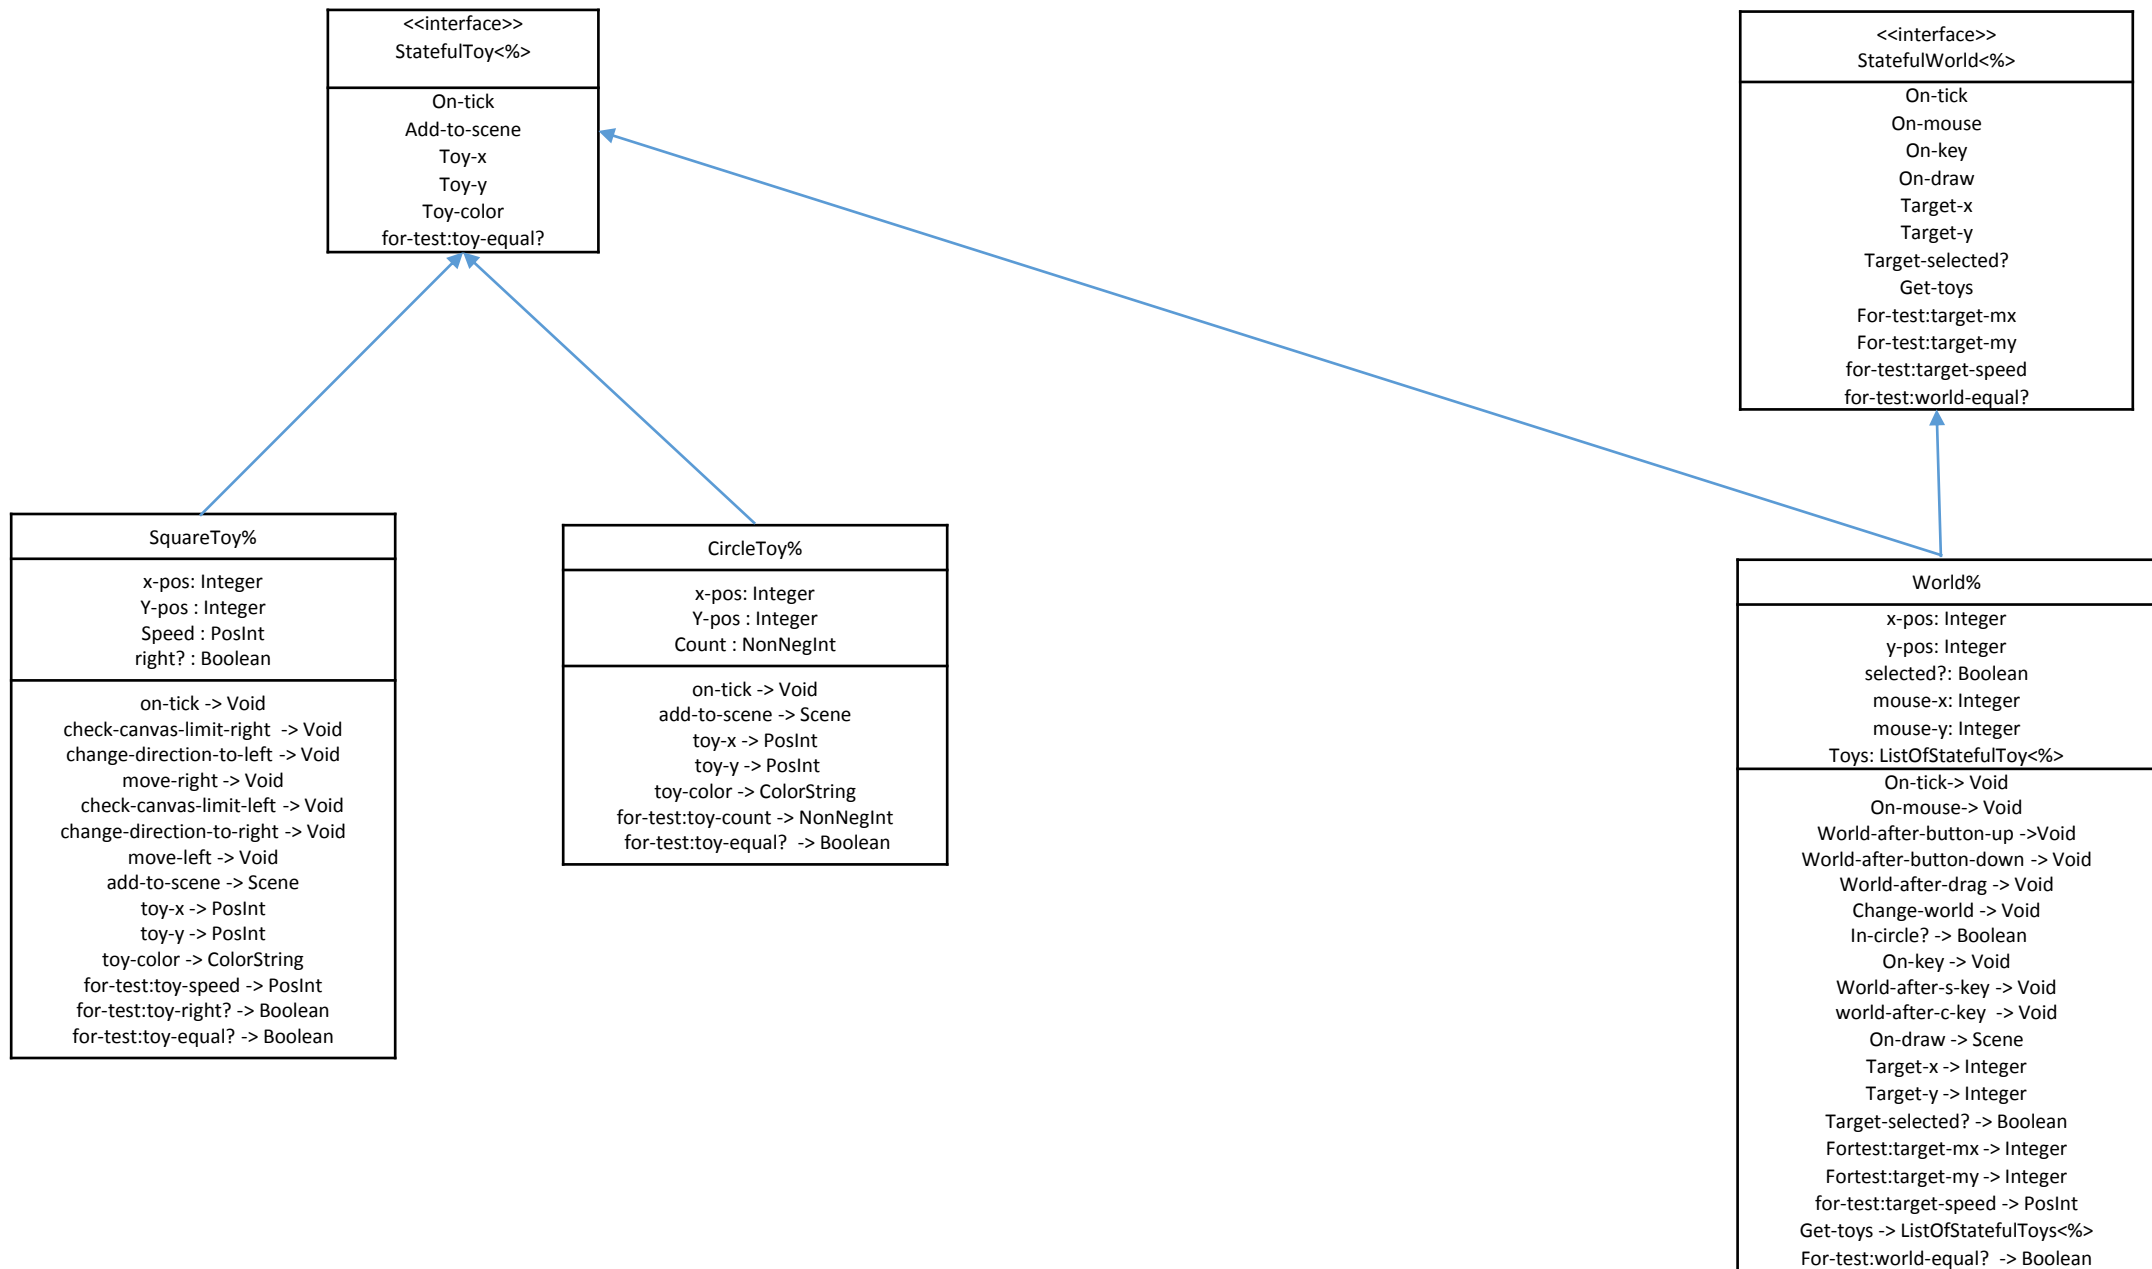 <<interface>>
StatefulToy<%>
On-tick
Add-to-scene
Toy-x
Toy-y
Toy-color
for-test:toy-equal?
<<interface>>
StatefulWorld<%>
On-tick
On-mouse
On-key
On-draw
Target-x
Target-y
Target-selected?
Get-toys
For-test:target-mx
For-test:target-my
for-test:target-speed
for-test:world-equal?
SquareToy%
x-pos: Integer
Y-pos : Integer
Speed : PosInt
right? : Boolean
on-tick -> Void
check-canvas-limit-right -> Void
change-direction-to-left -> Void
move-right -> Void
check-canvas-limit-left -> Void
change-direction-to-right -> Void
move-left -> Void
add-to-scene -> Scene
toy-x -> PosInt
toy-y -> PosInt
toy-color -> ColorString
for-test:toy-speed -> PosInt
for-test:toy-right? -> Boolean
for-test:toy-equal? -> Boolean
CircleToy%
x-pos: Integer
Y-pos : Integer
Count : NonNegInt
on-tick -> Void
add-to-scene -> Scene
toy-x -> PosInt
toy-y -> PosInt
toy-color -> ColorString
for-test:toy-count -> NonNegInt
for-test:toy-equal? -> Boolean
World%
x-pos: Integer
y-pos: Integer
selected?: Boolean
mouse-x: Integer
mouse-y: Integer
Toys: ListOfStatefulToy<%>
On-tick-> Void
On-mouse-> Void
World-after-button-up ->Void
World-after-button-down -> Void
World-after-drag -> Void
Change-world -> Void
In-circle? -> Boolean
On-key -> Void
World-after-s-key -> Void
world-after-c-key -> Void
On-draw -> Scene
Target-x -> Integer
Target-y -> Integer
Target-selected? -> Boolean
Fortest:target-mx -> Integer
Fortest:target-my -> Integer
for-test:target-speed -> PosInt
Get-toys -> ListOfStatefulToys<%>
For-test:world-equal? -> Boolean